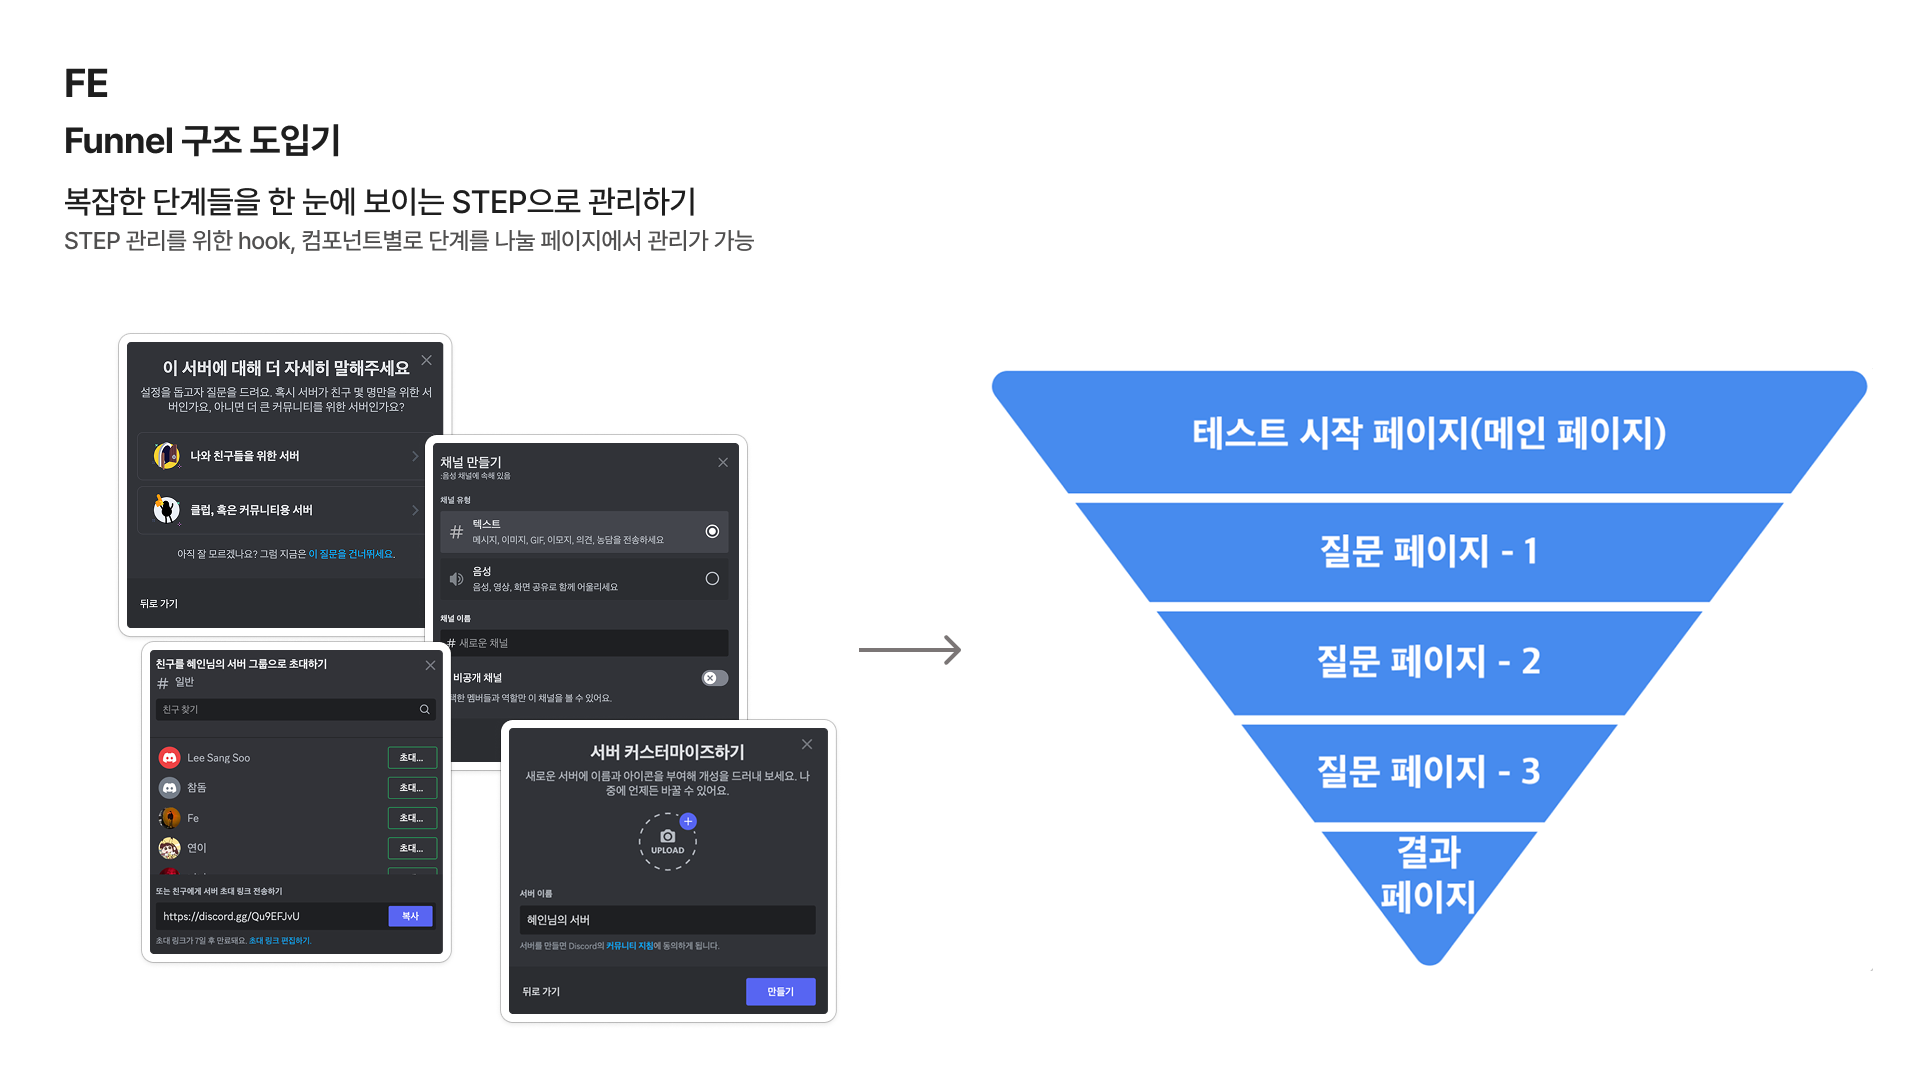 FE
Funnel 구조 도입기
복잡한 단계들을 한 눈에 보이는 STEP으로 관리하기
STEP 관리를 위한 hook, 컴포넌트별로 단계를 나눌 페이지에서 관리가 가능
이 서버에 대해 더 자세히 말해주세요
설정을 돕고자 질문을 드려요. 혹시 서버가 친구 몇 명만을 위한 서
버인가요, 아니면 더 큰 커뮤니티를 위한 서버인가요?
나와 친구들을 위한 서버
클럽, 혹은 커뮤니티용 서버
아직 잘 모르겠나요? 그럼 지금은 이 질문을 건너뛰세요.
뒤로 가기
채널 만들기
:음성 채널에 속해 있음
채널 유형
텍스트
메시지, 이미지, GIF, 이모지, 의견, 농담을 전송하세요
음성
음성, 영상, 화면 공유로 함께 어울리세요
채널 이름
# 새로운 채널
비공개 채널
택한 멤버들과 역할만 이 채널을 볼 수 있어요.
친구를 혜인님의 서버 그룹으로 초대하기
# 일반
친구 찾기
Lee Sang Soo 초대...
참돔 초대...
Fe 초대...
연이 초대...
또는 친구에게 서버 초대 링크 전송하기
https://discord.gg/Qu9EFJvU 복사
초대 링크가 7일 후 만료돼요. 초대 링크 편집하기.
서버 커스터마이즈하기
새로운 서버에 이름과 아이콘을 부여해 개성을 드러내 보세요. 나
중에 언제든 바꿀 수 있어요.
UPLOAD
서버 이름
혜인님의 서버
서버를 만들면 Discord의 커뮤니티 지침에 동의하게 됩니다.
뒤로 가기 만들기
테스트 시작 페이지(메인 페이지)
질문 페이지 - 1
질문 페이지 - 2
질문 페이지 - 3
결과
페이지